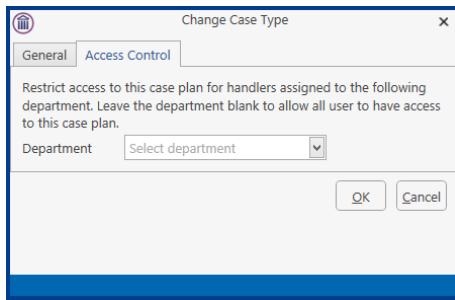 Change Case Type
General Access Control
Restrict access to this case plan for handlers assigned to the following
department. Leave the department blank to allow all user to have access
to this case plan.
Department Select department
OK Cancel